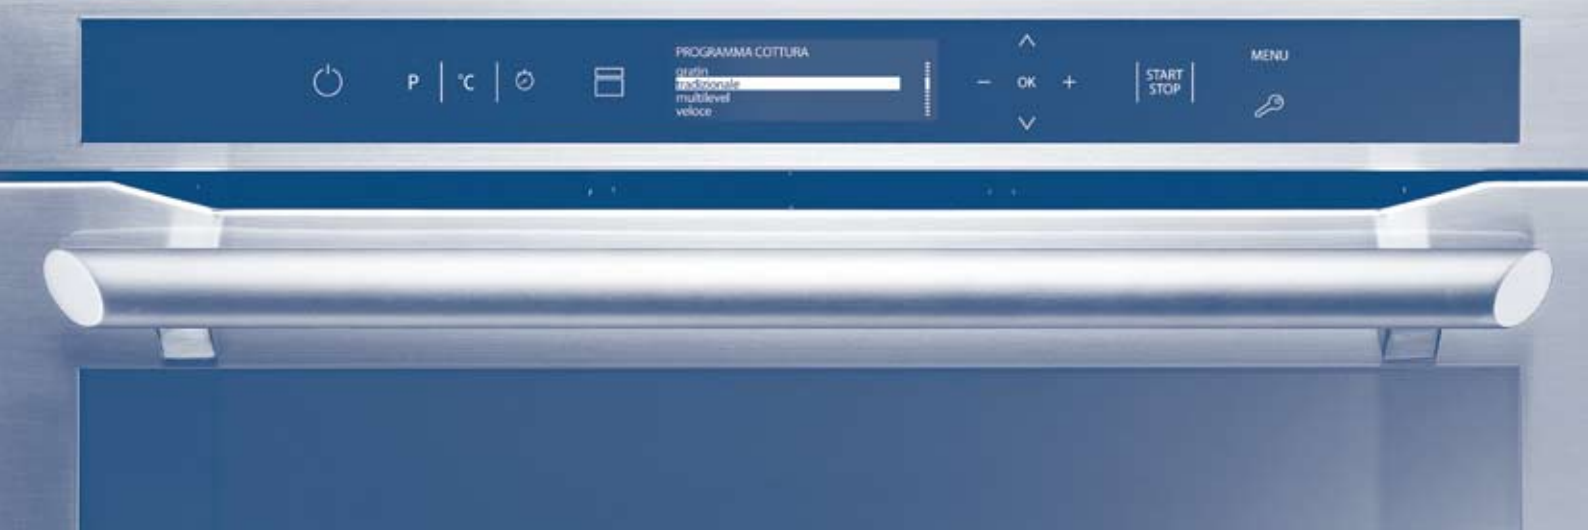 P
°C
PROGRAMMA COTTURA
gratin
tradizionale
multilevel
veloce
OK
START
STOP
MENU